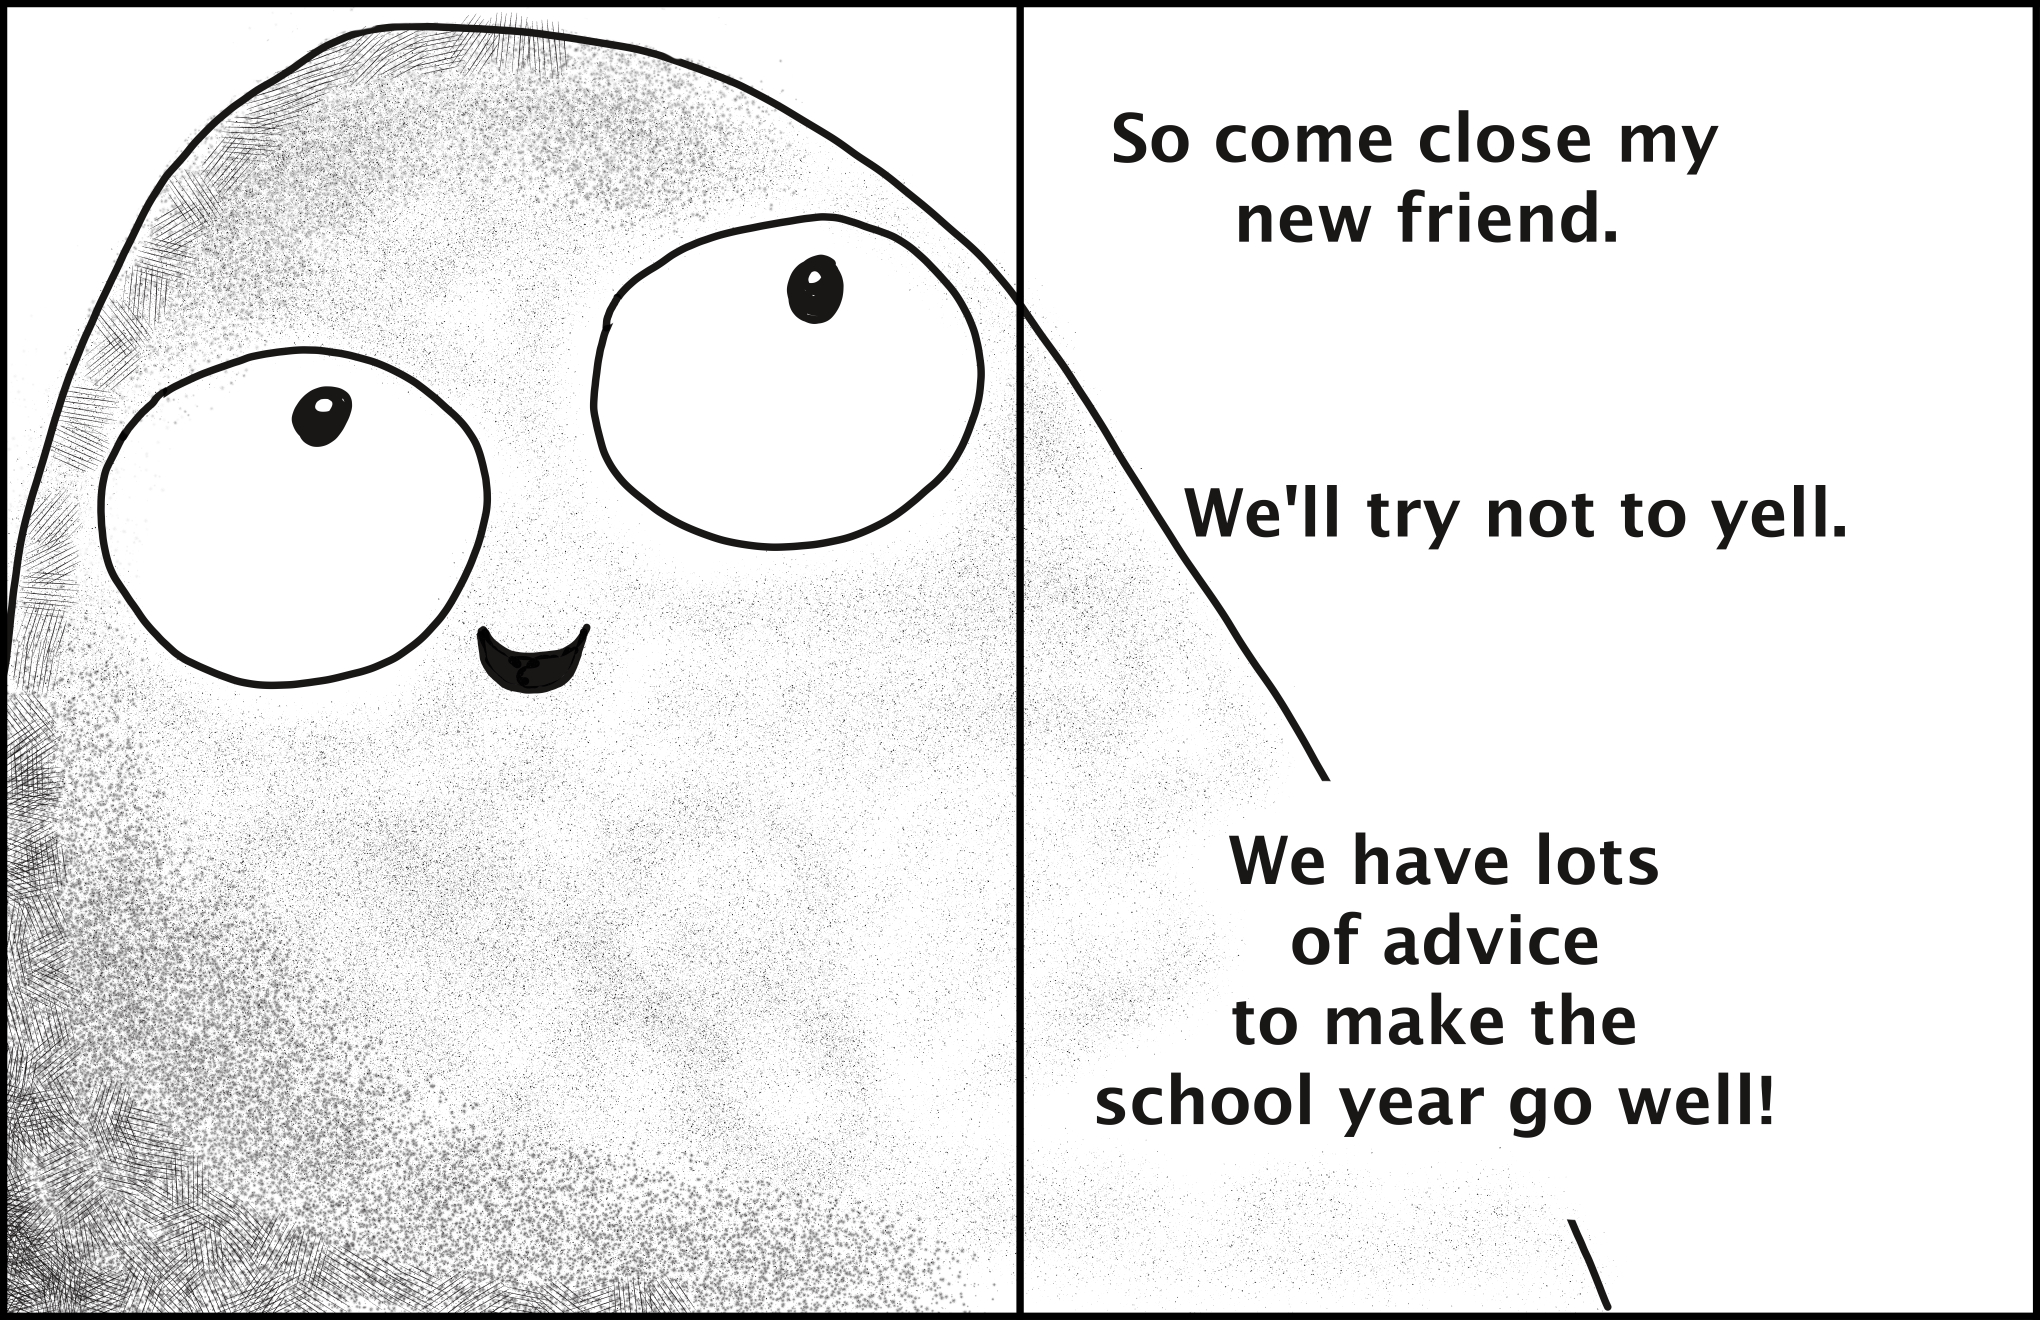 So come close my
new friend.
We'll try not to yell.
We have lots
of advice
to make the
school year go well!